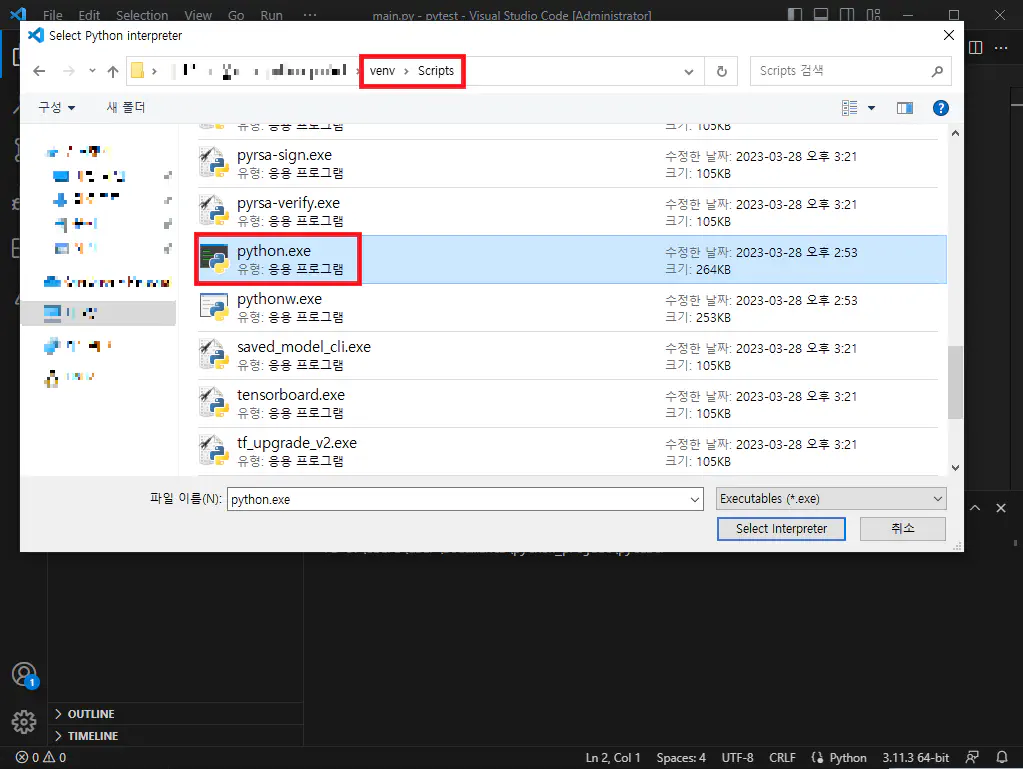 File Edit Selection View Go Run ··· main.py - pytest - Visual Studio Code [Administrator]
Select Python interpreter
venv › Scripts
Scripts 검색
구성 새 폴더
유형: 응용 프로그램 크기: 105KB
pyrsa-sign.exe 수정한 날짜: 2023-03-28 오후 3:21
유형: 응용 프로그램 크기: 105KB
pyrsa-verify.exe 수정한 날짜: 2023-03-28 오후 3:21
유형: 응용 프로그램 크기: 105KB
python.exe 수정한 날짜: 2023-03-28 오후 2:53
유형: 응용 프로그램 크기: 264KB
pythonw.exe 수정한 날짜: 2023-03-28 오후 2:53
유형: 응용 프로그램 크기: 253KB
saved_model_cli.exe 수정한 날짜: 2023-03-28 오후 3:21
유형: 응용 프로그램 크기: 105KB
tensorboard.exe 수정한 날짜: 2023-03-28 오후 3:21
유형: 응용 프로그램 크기: 105KB
tf_upgrade_v2.exe 수정한 날짜: 2023-03-28 오후 3:21
유형: 응용 프로그램 크기: 105KB
파일 이름(N): python.exe Executables (*.exe)
Select Interpreter 취소
1
OUTLINE
TIMELINE
0 0 Ln 2, Col 1 Spaces: 4 UTF-8 CRLF Python 3.11.3 64-bit